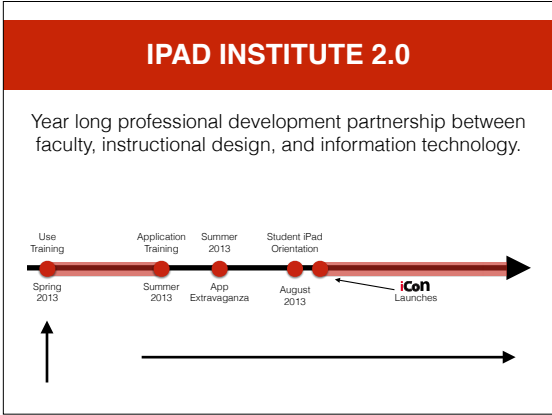 IPAD INSTITUTE 2.0
Year long professional development partnership between
faculty, instructional design, and information technology.
Use
Training
Application
Training
Summer
2013
Student iPad
Orientation
Spring
2013
Summer
2013
App
Extravaganza
August
2013
iCon
Launches